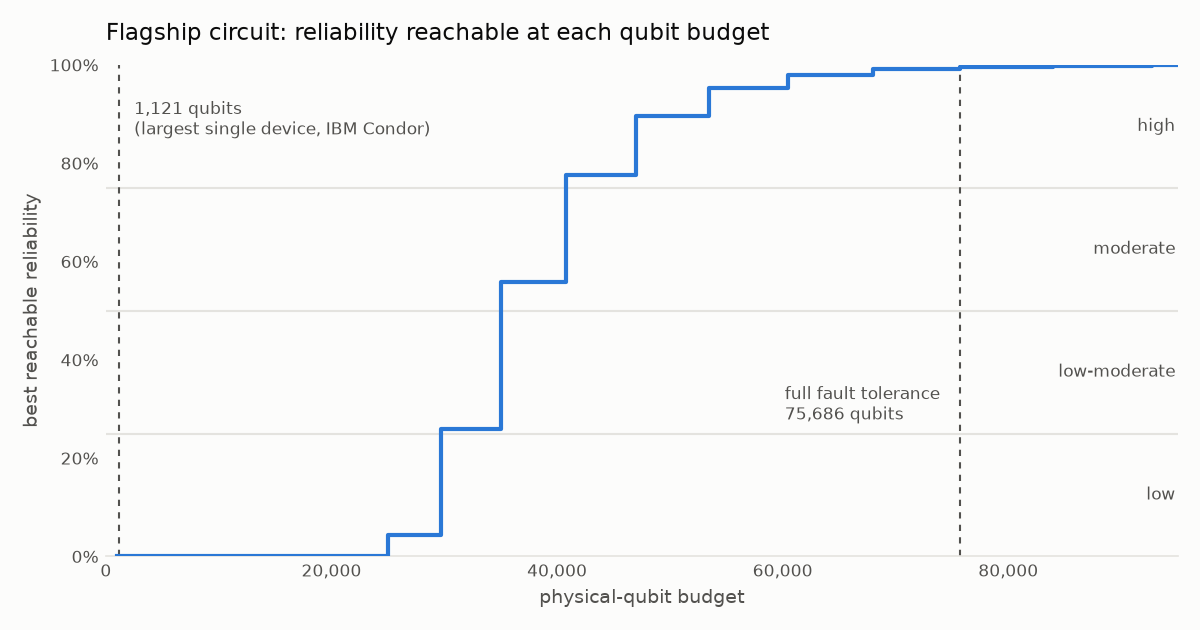 Flagship circuit: reliability reachable at each qubit budget
100%
80%
60%
40%
20%
0%
best reachable reliability
1,121 qubits
(largest single device, IBM Condor)
high
moderate
low-moderate
low
full fault tolerance
75,686 qubits
0
20,000
40,000
60,000
80,000
physical-qubit budget